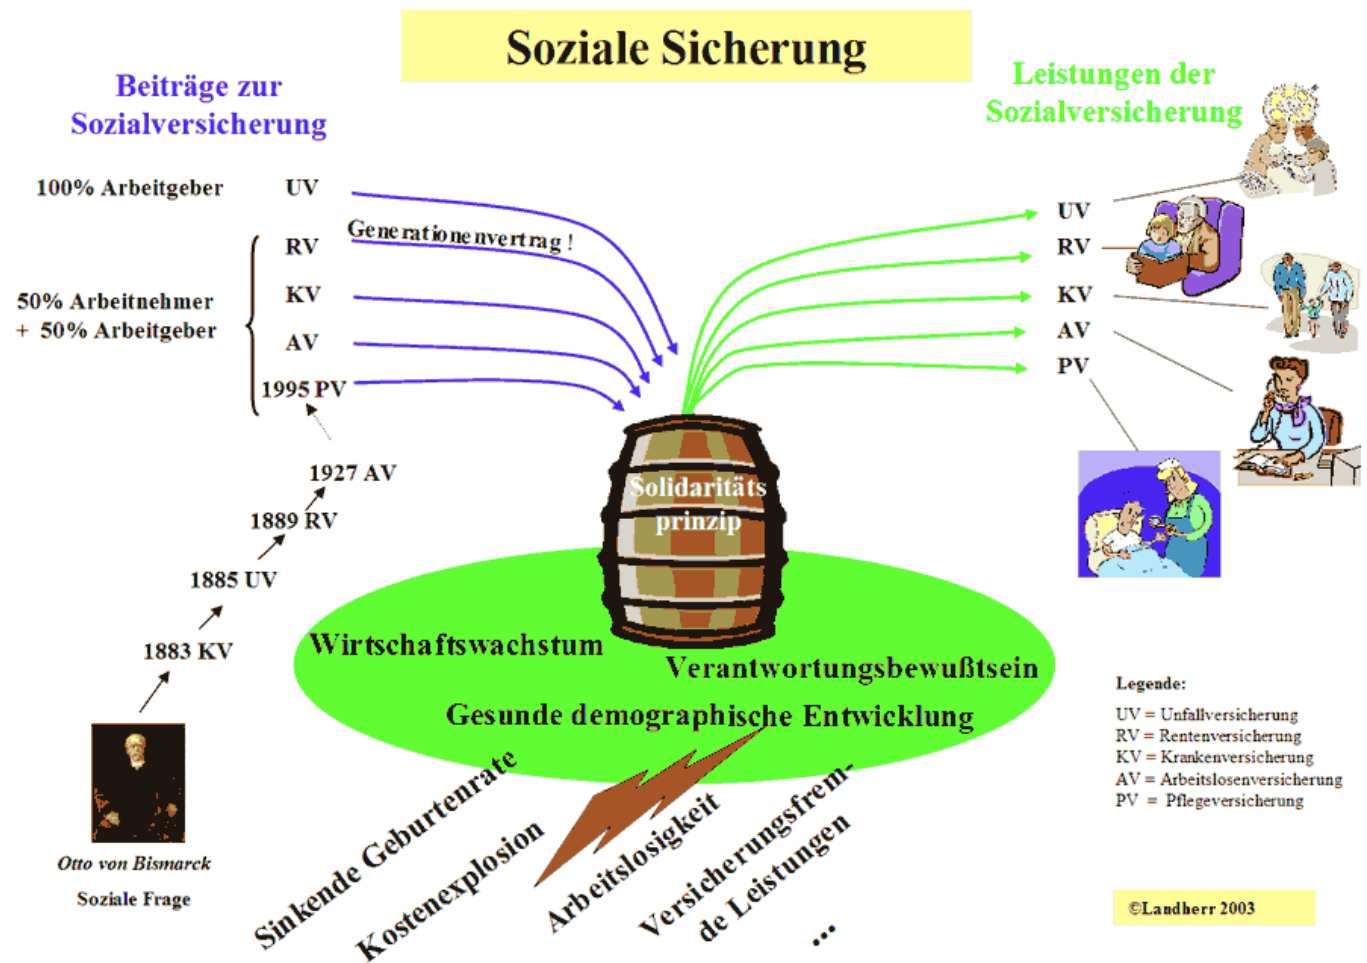 Soziale Sicherung
Beiträge zur
Sozialversicherung
Leistungen der
Sozialversicherung
100% Arbeitgeber
UV
RV
KV
AV
1995 PV
50% Arbeitnehmer
+ 50% Arbeitgeber
Generationenvertrag !
UV
RV
KV
AV
PV
1927 AV
1889 RV
1885 UV
1883 KV
Otto von Bismarck
Soziale Frage
Solidaritäts
prinzip
Wirtschaftswachstum
Verantwortungsbewußtsein
Gesunde demographische Entwicklung
Sinkende Geburtenrate
Kostenexplosion
Arbeitslosigkeit
Versicherungsfrem-
de Leistungen
...
Legende:
UV = Unfallversicherung
RV = Rentenversicherung
KV = Krankenversicherung
AV = Arbeitslosenversicherung
PV = Pflegeversicherung
©Landherr 2003